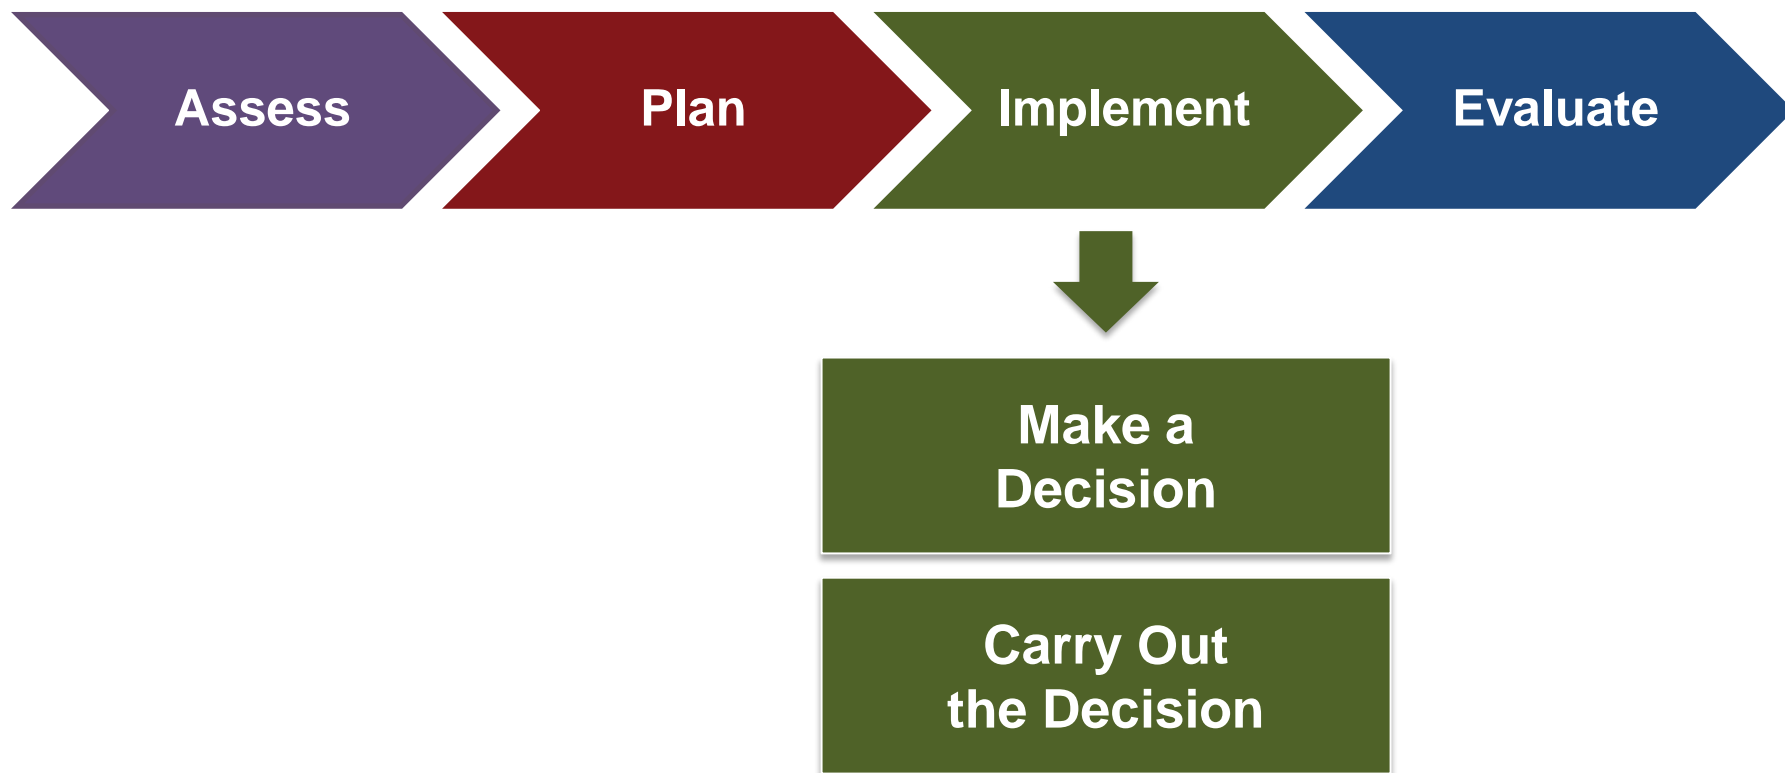 Assess
Plan
Implement
Evaluate
Make a
Decision
Carry Out
the Decision